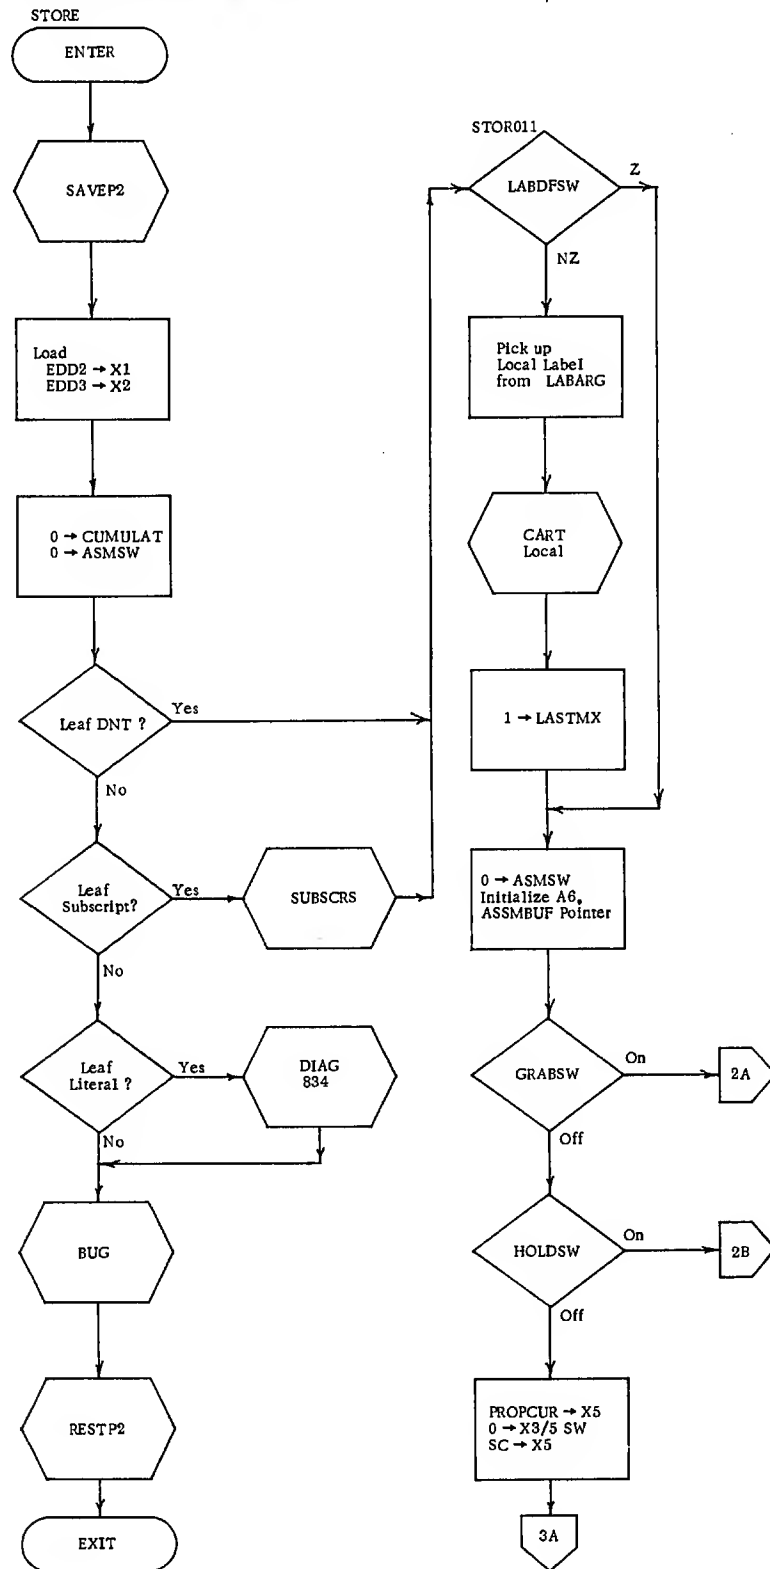 STORE
ENTER
SAVEP2
Load
EDD2 → X1
EDD3 → X2
0 → CUMULAT
0 → ASMSW
Leaf DNT ?
Yes
No
Leaf
Subscript?
Yes
SUBSCRS
No
Leaf
Literal ?
Yes
DIAG
834
No
BUG
RESTP2
EXIT
STOR011
LABDFSW
Z
NZ
Pick up
Local Label
from LABARG
CART
Local
1 → LASTMX
0 → ASMSW
Initialize A6,
ASSMBUF Pointer
GRABSW
On
2A
Off
HOLDSW
On
2B
Off
PROPCUR → X5
0 → X3/5 SW
SC → X5
3A